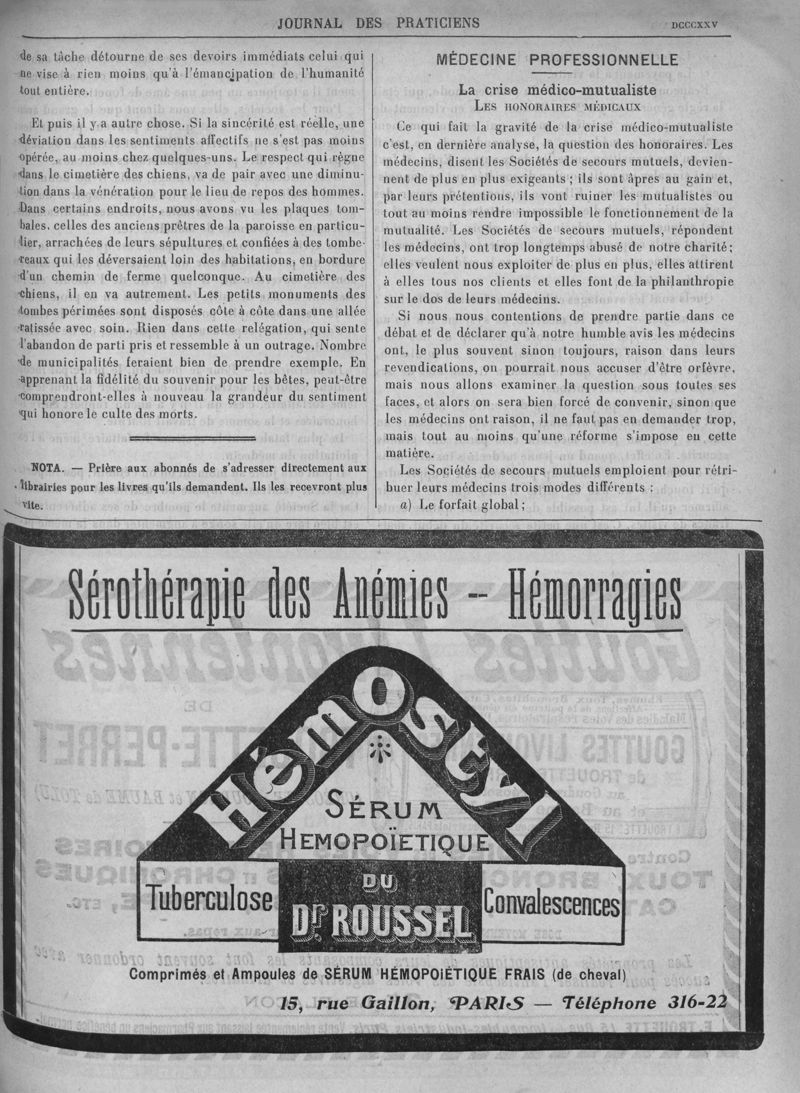 JOURNAL DES PRATICIENS
DCCCXXV
de sa tâche détourne de ses devoirs immédiats celui qui
ne vise à rien moins qu'à l'émancipation de l'humanité
tout entière.
Et puis il y a autre chose. Si la sincérité est réelle, une
déviation dans les sentiments affectifs ne s'est pas moins
opérée, au moins chez quelques-uns. Le respect qui règne
dans le cimetière des chiens, va de pair avec une diminu-
tion dans la vénération pour le lieu de repos des hommes.
Dans certains endroits, nous avons vu les plaques tom-
bales. celles des anciens prêtres de la paroisse en particu-
lier, arrachées de leurs sépultures et confiées à des tombe-
reaux qui les déversaient loin des habitations, en bordure
d'un chemin de ferme quelconque. Au cimetière des
chiens, il en va autrement. Les petits monuments des
tombes périmées sont disposés côte à côte dans une allée
ratissée avec soin. Rien dans cette relégation, qui sente
l'abandon de parti pris et ressemble à un outrage. Nombre
de municipalités feraient bien de prendre exemple. En
apprenant la fidélité du souvenir pour les bêtes, peut-être
comprendront-elles à nouveau la grandeur du sentiment
qui honore le culte des morts.
NOTA. — Prière aux abonnés de s'adresser directement aux
librairies pour les livres qu'ils demandent. Ils les recevront plus
vite.
MÉDECINE PROFESSIONNELLE
La crise médico-mutualiste
LES HONORAIRES MÉDICAUX
Ce qui fait la gravité de la crise médico-mutualiste
c'est, en dernière analyse, la question des honoraires. Les
médecins, disent les Sociétés de secours mutuels, devien-
nent de plus en plus exigeants ; ils sont âpres au gain et,
par leurs prétentions, ils vont ruiner les mutualistes ou
tout au moins rendre impossible le fonctionnement de la
mutualité. Les Sociétés de secours mutuels, répondent
les médecins, ont trop longtemps abusé de notre charité;
elles veulent nous exploiter de plus en plus, elles attirent
à elles tous nos clients et elles font de la philanthropie
sur le dos de leurs médecins.
Si nous nous contentions de prendre partie dans ce
débat et de déclarer qu'à notre humble avis les médecins
ont, le plus souvent sinon toujours, raison dans leurs
revendications, on pourrait nous accuser d'être orfèvre,
mais nous allons examiner la question sous toutes ses
faces, et alors on sera bien forcé de convenir, sinon que
les médecins ont raison, il ne faut pas en demander trop,
mais tout au moins qu'une réforme s'impose en cette
matière.
Les Sociétés de secours mutuels emploient pour rétri-
buer leurs médecins trois modes différents :
a) Le forfait global ;
Sérothérapie des Anémies -- Hémorragies
Hémostyl
SÉRUM
HEMOPOÏETIQUE
DU
Dr ROUSSEL
Tuberculose
Convalescences
Comprimés et Ampoules de SÉRUM HÉMOPOIÉTIQUE FRAIS (de cheval)
15, rue Gaillon, PARIS — Téléphone 316-22